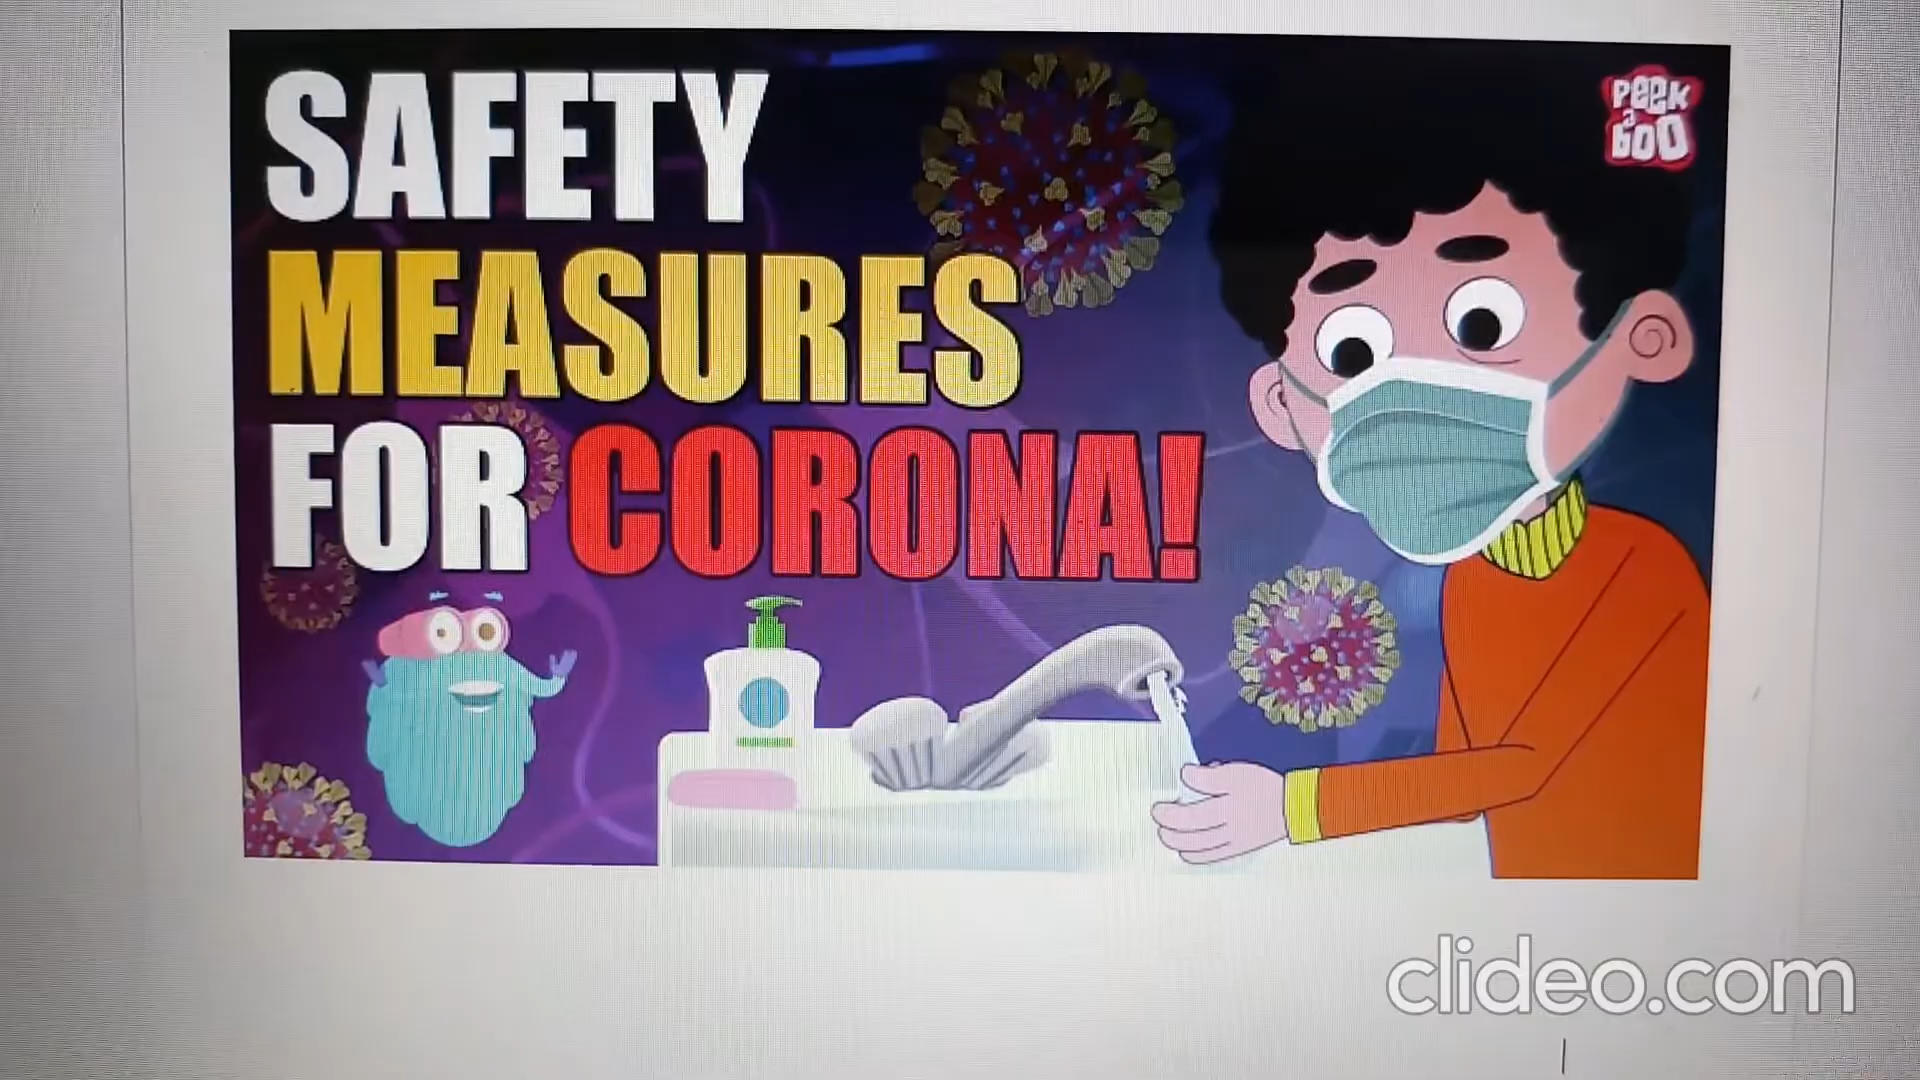 SAFETY
MEASURES
FOR CORONA!
Peek
a
boo
clideo.com